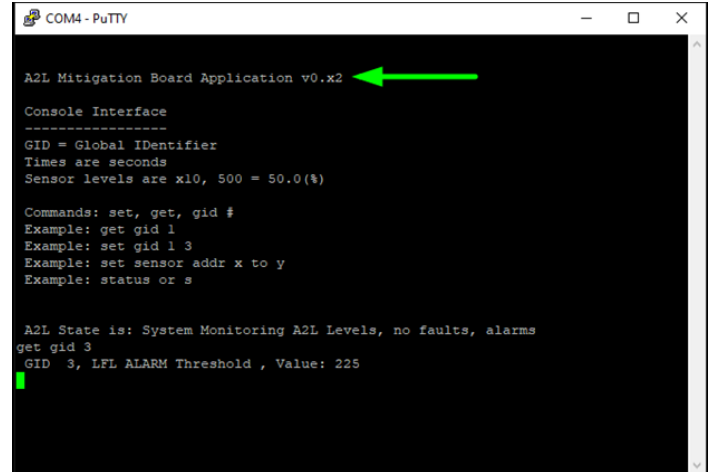 COM4 - PuTTY
A2L Mitigation Board Application v0.x2
Console Interface
-----------------
GID = Global IDentifier
Times are seconds
Sensor levels are x10, 500 = 50.0(%)
Commands: set, get, gid #
Example: get gid 1
Example: set gid 1 3
Example: set sensor addr x to y
Example: status or s
A2L State is: System Monitoring A2L Levels, no faults, alarms
get gid 3
GID  3, LFL ALARM Threshold , Value: 225